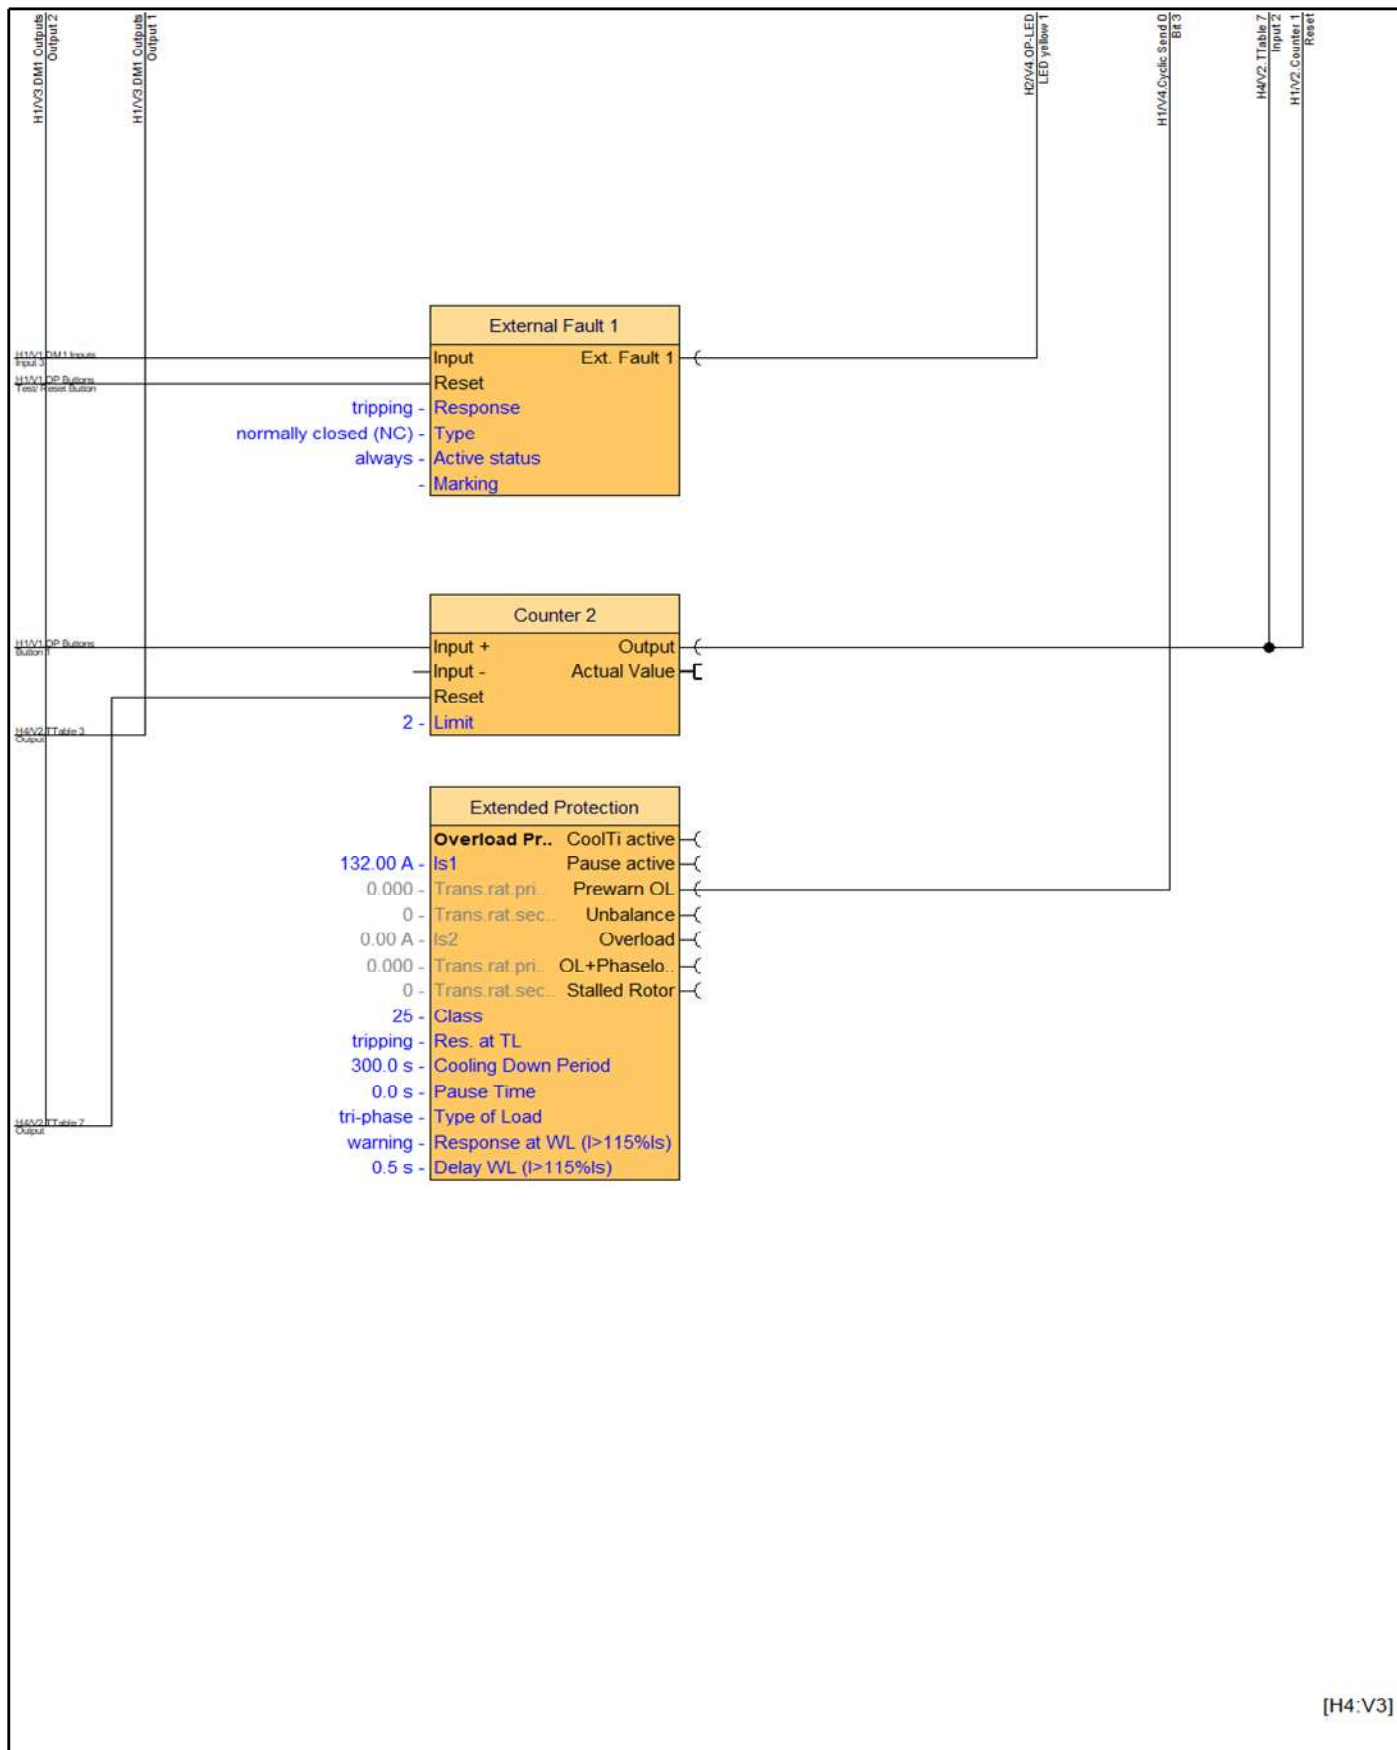 H1/V3.DM1 Outputs
Output 2
H1/V3.DM1 Outputs
Output 1
H2/V4.OP-LED
LED yellow 1
H1/V4.Cyclic Send 0
Bit 3
H4/V2.TTable 7
Input 2
H1/V2.Counter 1
Reset
External Fault 1
H1/V1.DM1 Inputs
Input 3
Input
Ext. Fault 1
H1/V1.OP Buttons
Test/ Reset Button
Reset
tripping - Response
normally closed (NC) - Type
always - Active status
- Marking
Counter 2
H1/V1.OP Buttons
Button 1
Input +
Output
Input -
Actual Value
Reset
2 - Limit
H4/V2.TTable 3
Output
Extended Protection
Overload Pr.. CoolTi active
132.00 A - Is1 Pause active
0.000 - Trans.rat.pri.. Prewarn OL
0 - Trans.rat.sec.. Unbalance
0.00 A - Is2 Overload
0.000 - Trans.rat.pri.. OL+Phaselo..
0 - Trans.rat.sec.. Stalled Rotor
25 - Class
tripping - Res. at TL
300.0 s - Cooling Down Period
0.0 s - Pause Time
tri-phase - Type of Load
H4/V2.TTable 7
Output
warning - Response at WL (I>115%Is)
0.5 s - Delay WL (I>115%Is)
[H4:V3]